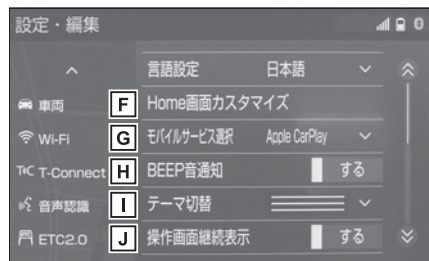 設定・編集
言語設定 日本語
車両 F Home画面カスタマイズ
Wi-Fi G モバイルサービス選択 Apple CarPlay
T-Connect H BEEP音通知 する
音声認識 I テーマ切替
ETC2.0 J 操作画面継続表示 する